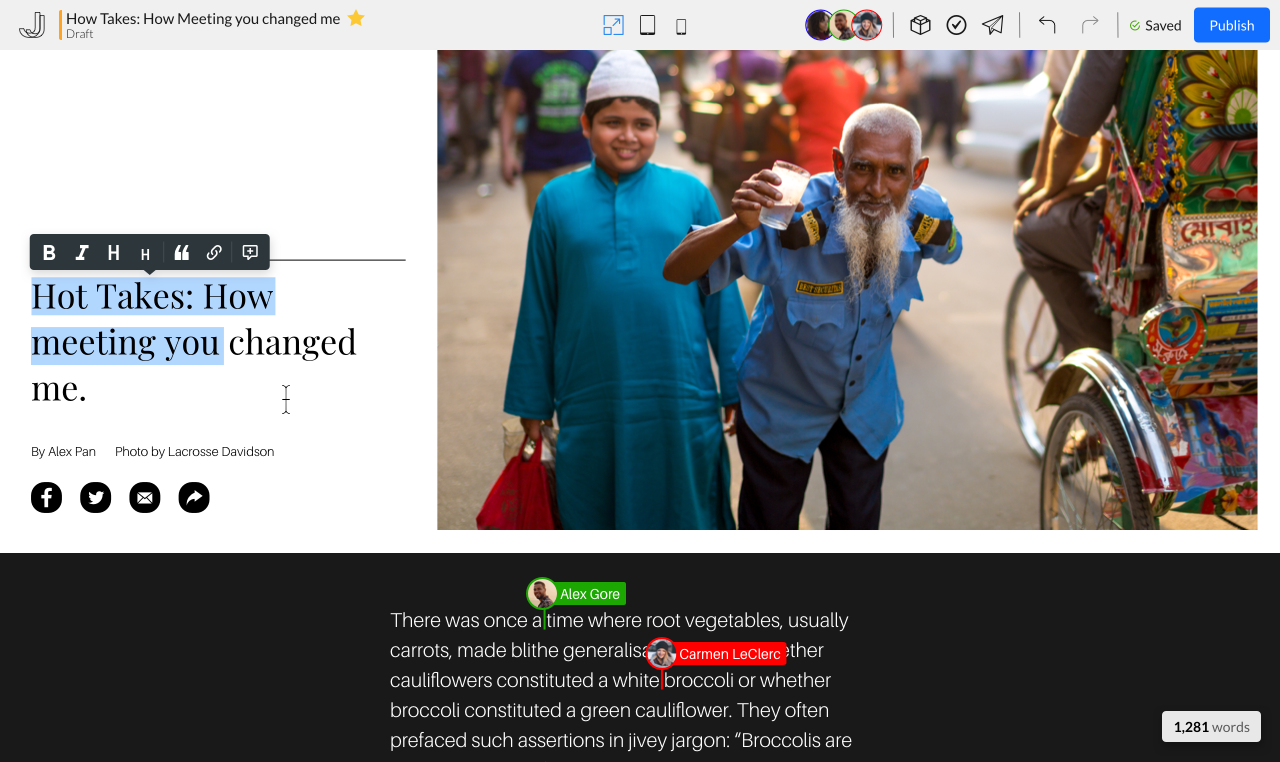 How Takes: How Meeting you changed me
Draft
Saved
Publish
B I H H
Hot Takes: How
meeting you changed
me.
By Alex Pan Photo by Lacrosse Davidson
মোবাই
Alex Gore
There was once a time where root vegetables, usually
carrots, made blithe generalisa
Carmen LeClerc
ether
cauliflowers constituted a white broccoli or whether
broccoli constituted a green cauliflower. They often
prefaced such assertions in jivey jargon: “Broccolis are
1,281 words